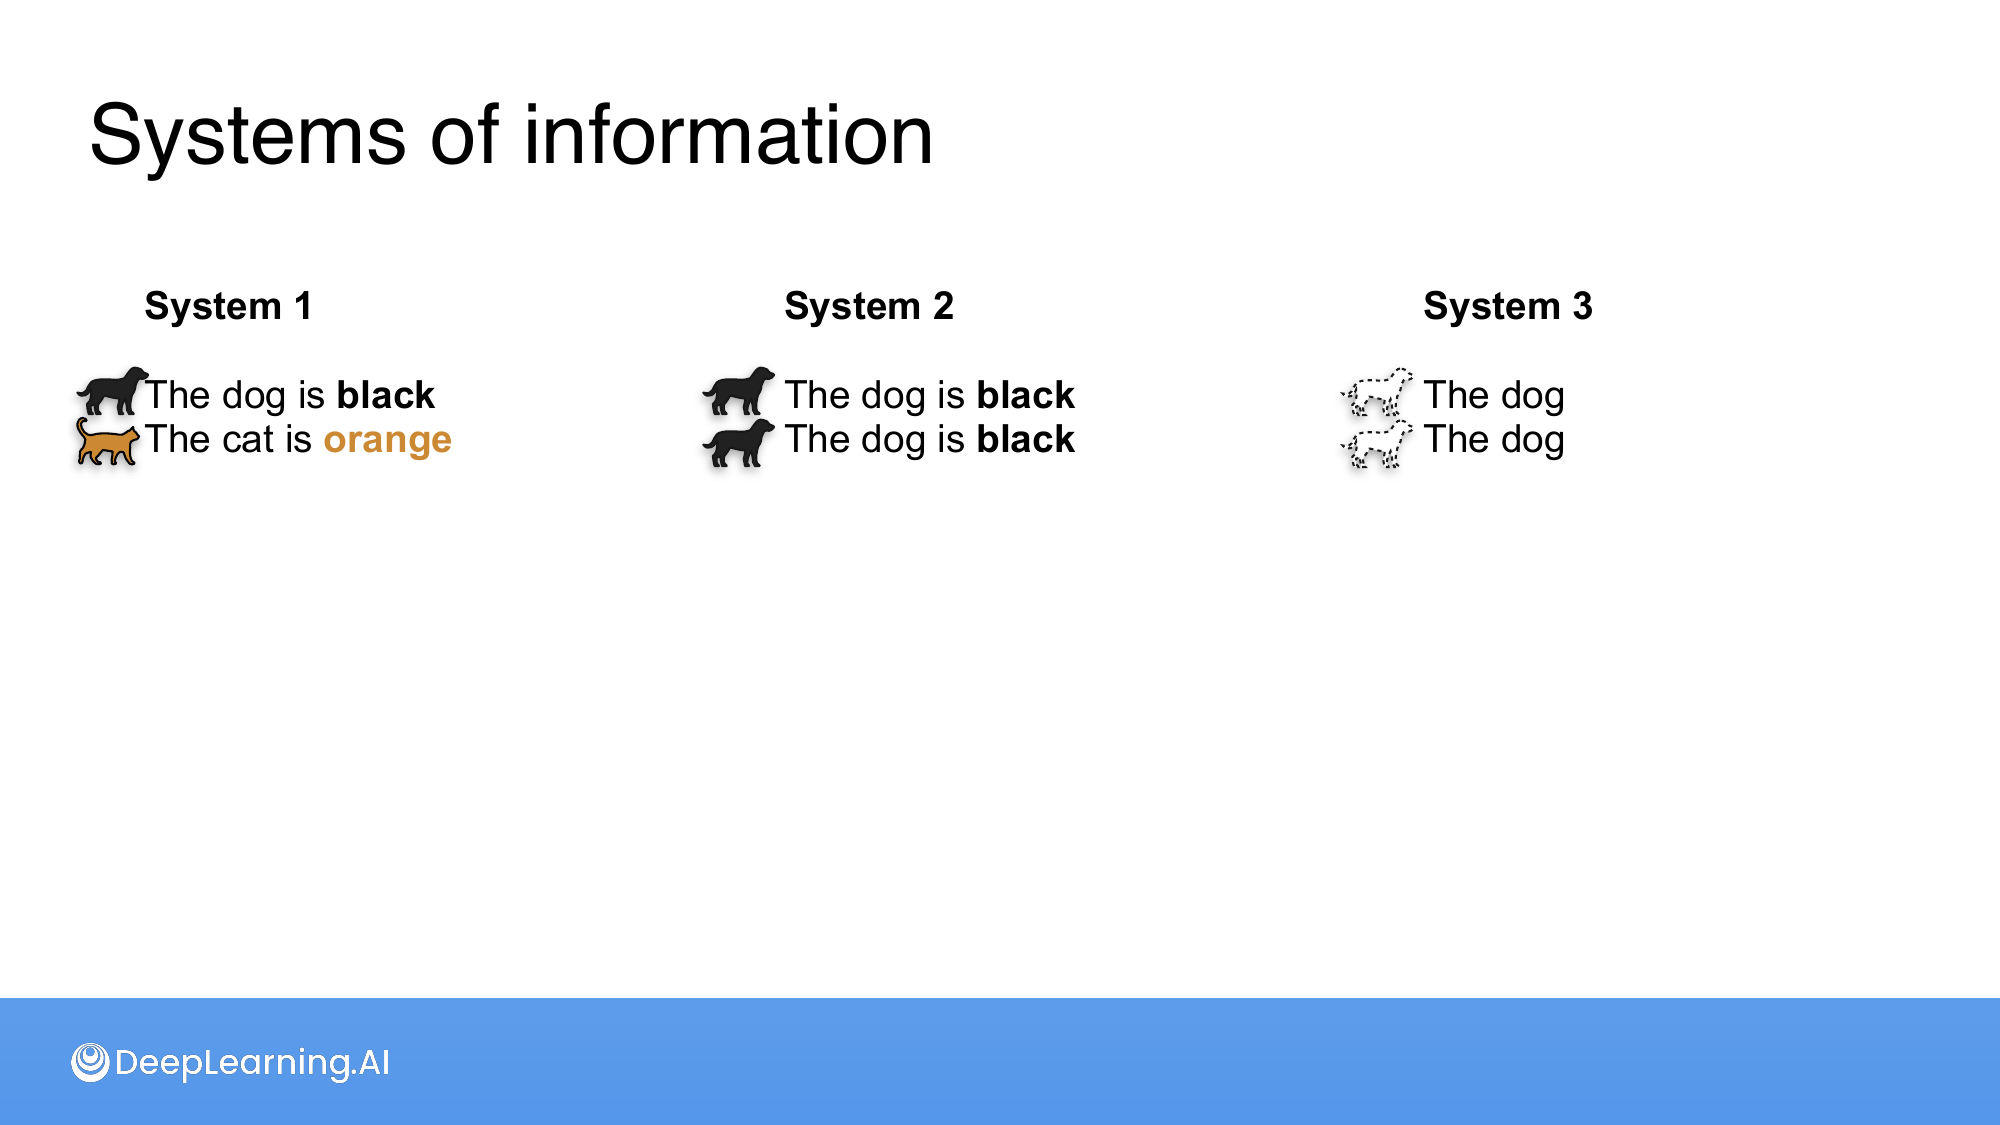 Systems of information
System 1
The dog is black
The cat is orange
System 2
The dog is black
The dog is black
System 3
The dog
The dog
DeepLearning.AI